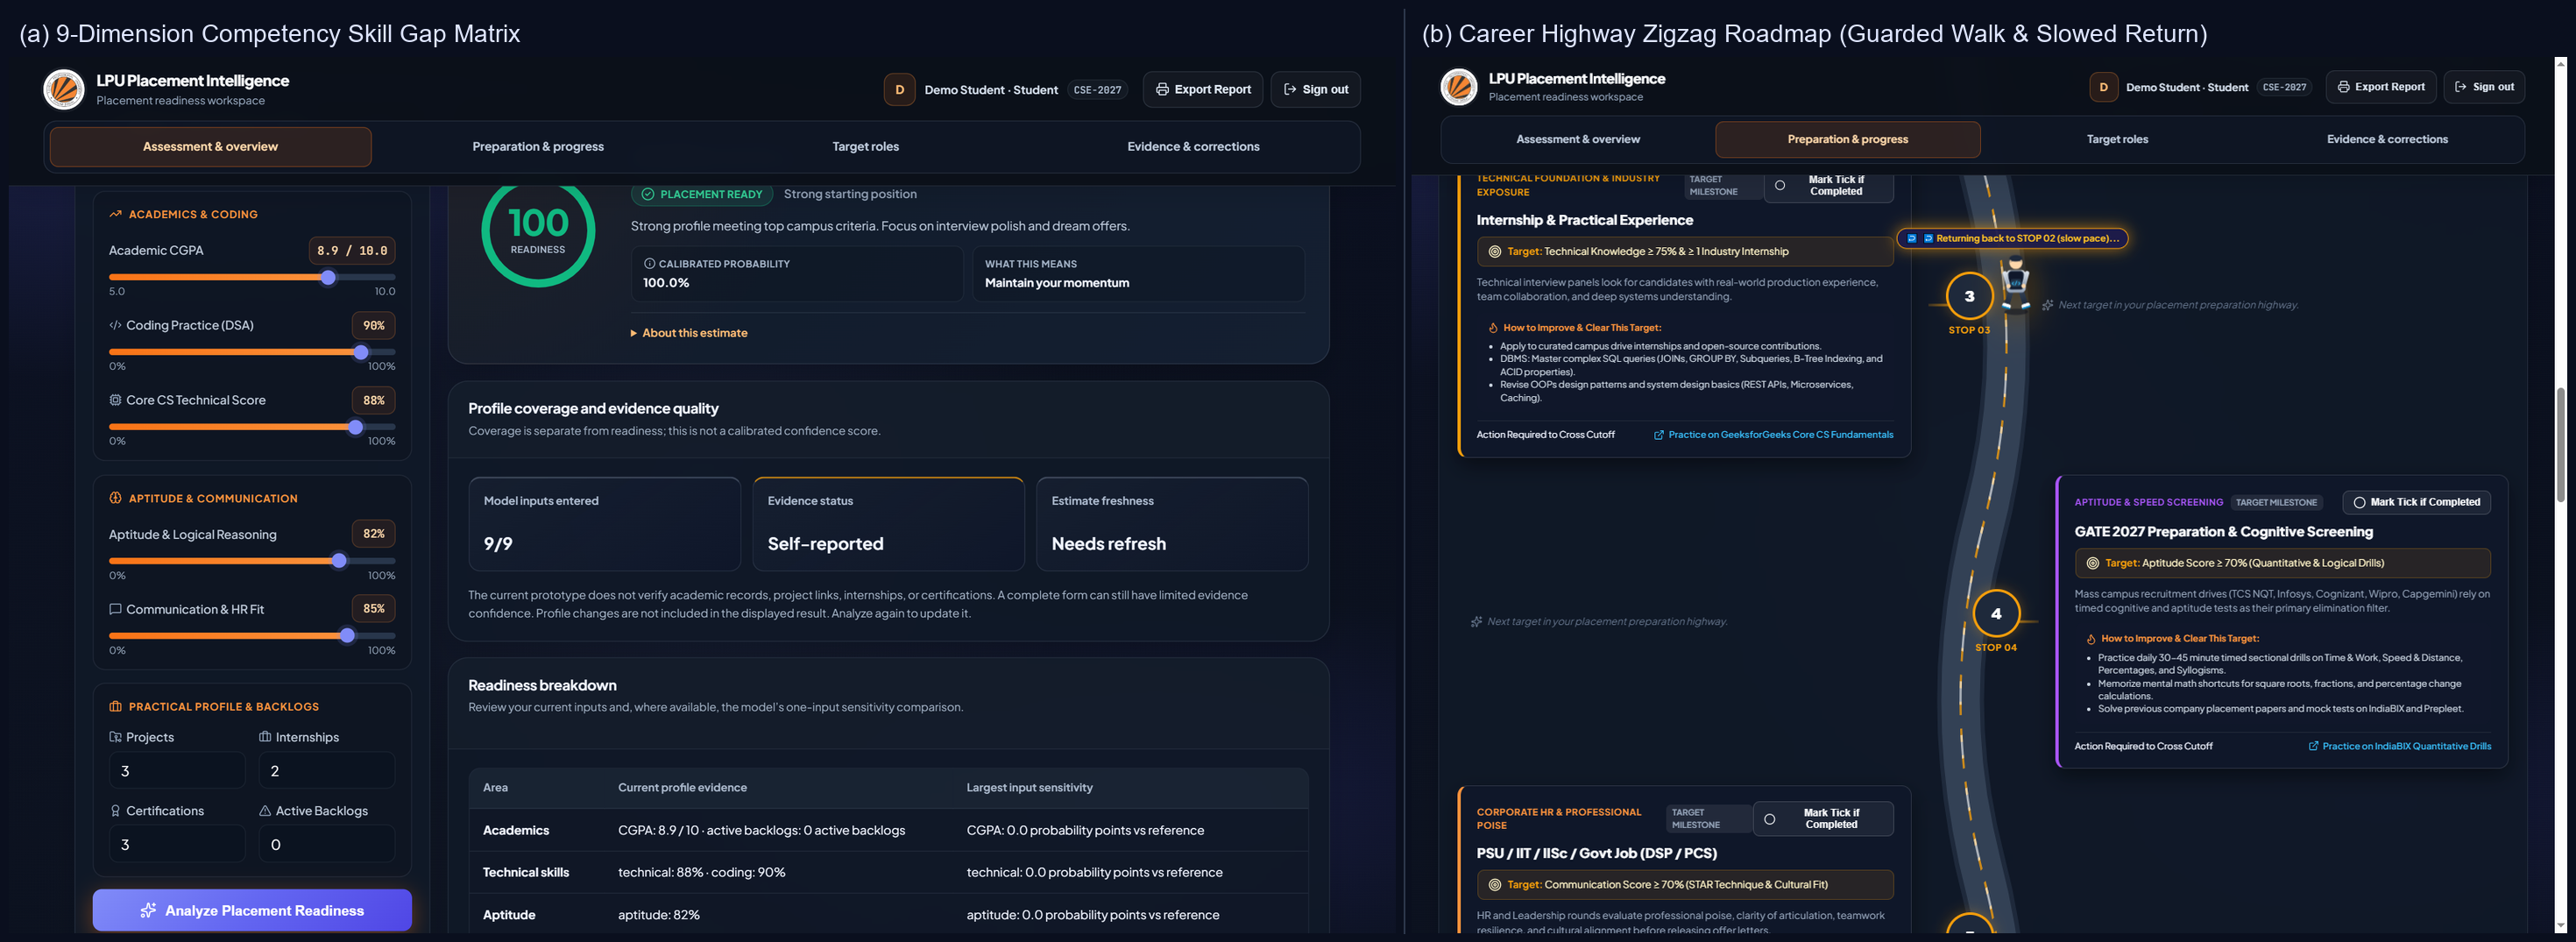 (a) 9-Dimension Competency Skill Gap Matrix
LPU Placement Intelligence
Placement readiness workspace
D
Demo Student · Student
CSE-2027
Export Report
Sign out
Assessment & overview
Preparation & progress
Target roles
Evidence & corrections
ACADEMICS & CODING
Academic CGPA
8.9 / 10.0
5.0
10.0
Coding Practice (DSA)
90%
0%
100%
Core CS Technical Score
88%
0%
100%
APTITUDE & COMMUNICATION
Aptitude & Logical Reasoning
82%
0%
100%
Communication & HR Fit
85%
0%
100%
PRACTICAL PROFILE & BACKLOGS
Projects
Internships
3
2
Certifications
Active Backlogs
3
0
Analyze Placement Readiness
100
READINESS
PLACEMENT READY
Strong starting position
Strong profile meeting top campus criteria. Focus on interview polish and dream offers.
CALIBRATED PROBABILITY
100.0%
WHAT THIS MEANS
Maintain your momentum
About this estimate
Profile coverage and evidence quality
Coverage is separate from readiness; this is not a calibrated confidence score.
Model inputs entered
9/9
Evidence status
Self-reported
Estimate freshness
Needs refresh
The current prototype does not verify academic records, project links, internships, or certifications. A complete form can still have limited evidence
confidence. Profile changes are not included in the displayed result. Analyze again to update it.
Readiness breakdown
Review your current inputs and, where available, the model's one-input sensitivity comparison.
Area
Current profile evidence
Largest input sensitivity
Academics
CGPA: 8.9 / 10 · active backlogs: 0 active backlogs
CGPA: 0.0 probability points vs reference
Technical skills
technical: 88% · coding: 90%
technical: 0.0 probability points vs reference
Aptitude
aptitude: 82%
aptitude: 0.0 probability points vs reference
(b) Career Highway Zigzag Roadmap (Guarded Walk & Slowed Return)
LPU Placement Intelligence
Placement readiness workspace
D
Demo Student · Student
CSE-2027
Export Report
Sign out
Assessment & overview
Preparation & progress
Target roles
Evidence & corrections
TECHNICAL FOUNDATION & INDUSTRY
EXPOSURE
TARGET
MILESTONE
Mark Tick if
Completed
Internship & Practical Experience
Target: Technical Knowledge ≥ 75% & ≥ 1 Industry Internship
Technical interview panels look for candidates with real-world production experience,
team collaboration, and deep systems understanding.
How to Improve & Clear This Target:
• Apply to curated campus drive internships and open-source contributions.
• DBMS: Master complex SQL queries (JOINs, GROUP BY, Subqueries, B-Tree Indexing, and
ACID properties).
• Revise OOPs design patterns and system design basics (REST APIs, Microservices,
Caching).
Action Required to Cross Cutoff
Practice on GeeksforGeeks Core CS Fundamentals
Returning back to STOP 02 (slow pace)...
3
STOP 03
Next target in your placement preparation highway.
APTITUDE & SPEED SCREENING
TARGET MILESTONE
Mark Tick if Completed
GATE 2027 Preparation & Cognitive Screening
Target: Aptitude Score ≥ 70% (Quantitative & Logical Drills)
Mass campus recruitment drives (TCS NQT, Infosys, Cognizant, Wipro, Capgemini) rely on
timed cognitive and aptitude tests as their primary elimination filter.
How to Improve & Clear This Target:
• Practice daily 30–45 minute timed sectional drills on Time & Work, Speed & Distance,
Percentages, and Syllogisms.
• Memorize mental math shortcuts for square roots, fractions, and percentage change
calculations.
• Solve previous company placement papers and mock tests on IndiaBIX and Prepleet.
Action Required to Cross Cutoff
Practice on IndiaBIX Quantitative Drills
4
STOP 04
Next target in your placement preparation highway.
CORPORATE HR & PROFESSIONAL
POISE
TARGET
MILESTONE
Mark Tick if
Completed
PSU / IIT / IISc / Govt Job (DSP / PCS)
Target: Communication Score ≥ 70% (STAR Technique & Cultural Fit)
HR and Leadership rounds evaluate professional poise, clarity of articulation, teamwork
resilience, and cultural alignment before releasing offer letters.